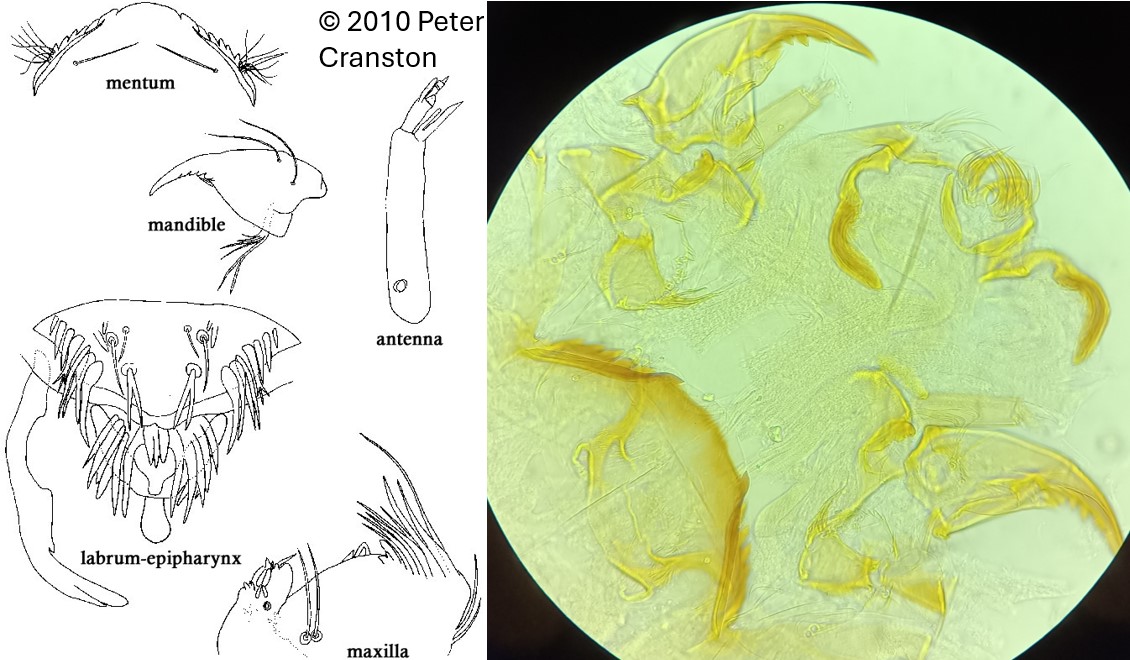 © 2010 Peter
Cranston
mentum
mandible
antenna
labrum-epipharynx
maxilla